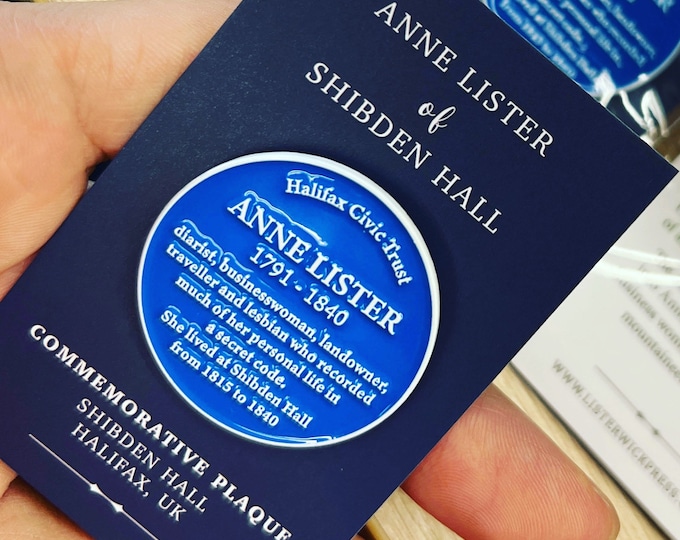 ANNE LISTER
of
SHIBDEN HALL
Halifax Civic Trust
ANNE LISTER
1791 - 1840
diarist, businesswoman, landowner,
traveller and lesbian who recorded
much of her personal life in
a secret code.
She lived at Shibden Hall
from 1815 to 1840
COMMEMORATIVE PLAQUE
SHIBDEN HALL
HALIFAX, UK
WWW.LISTERWICKPRESS